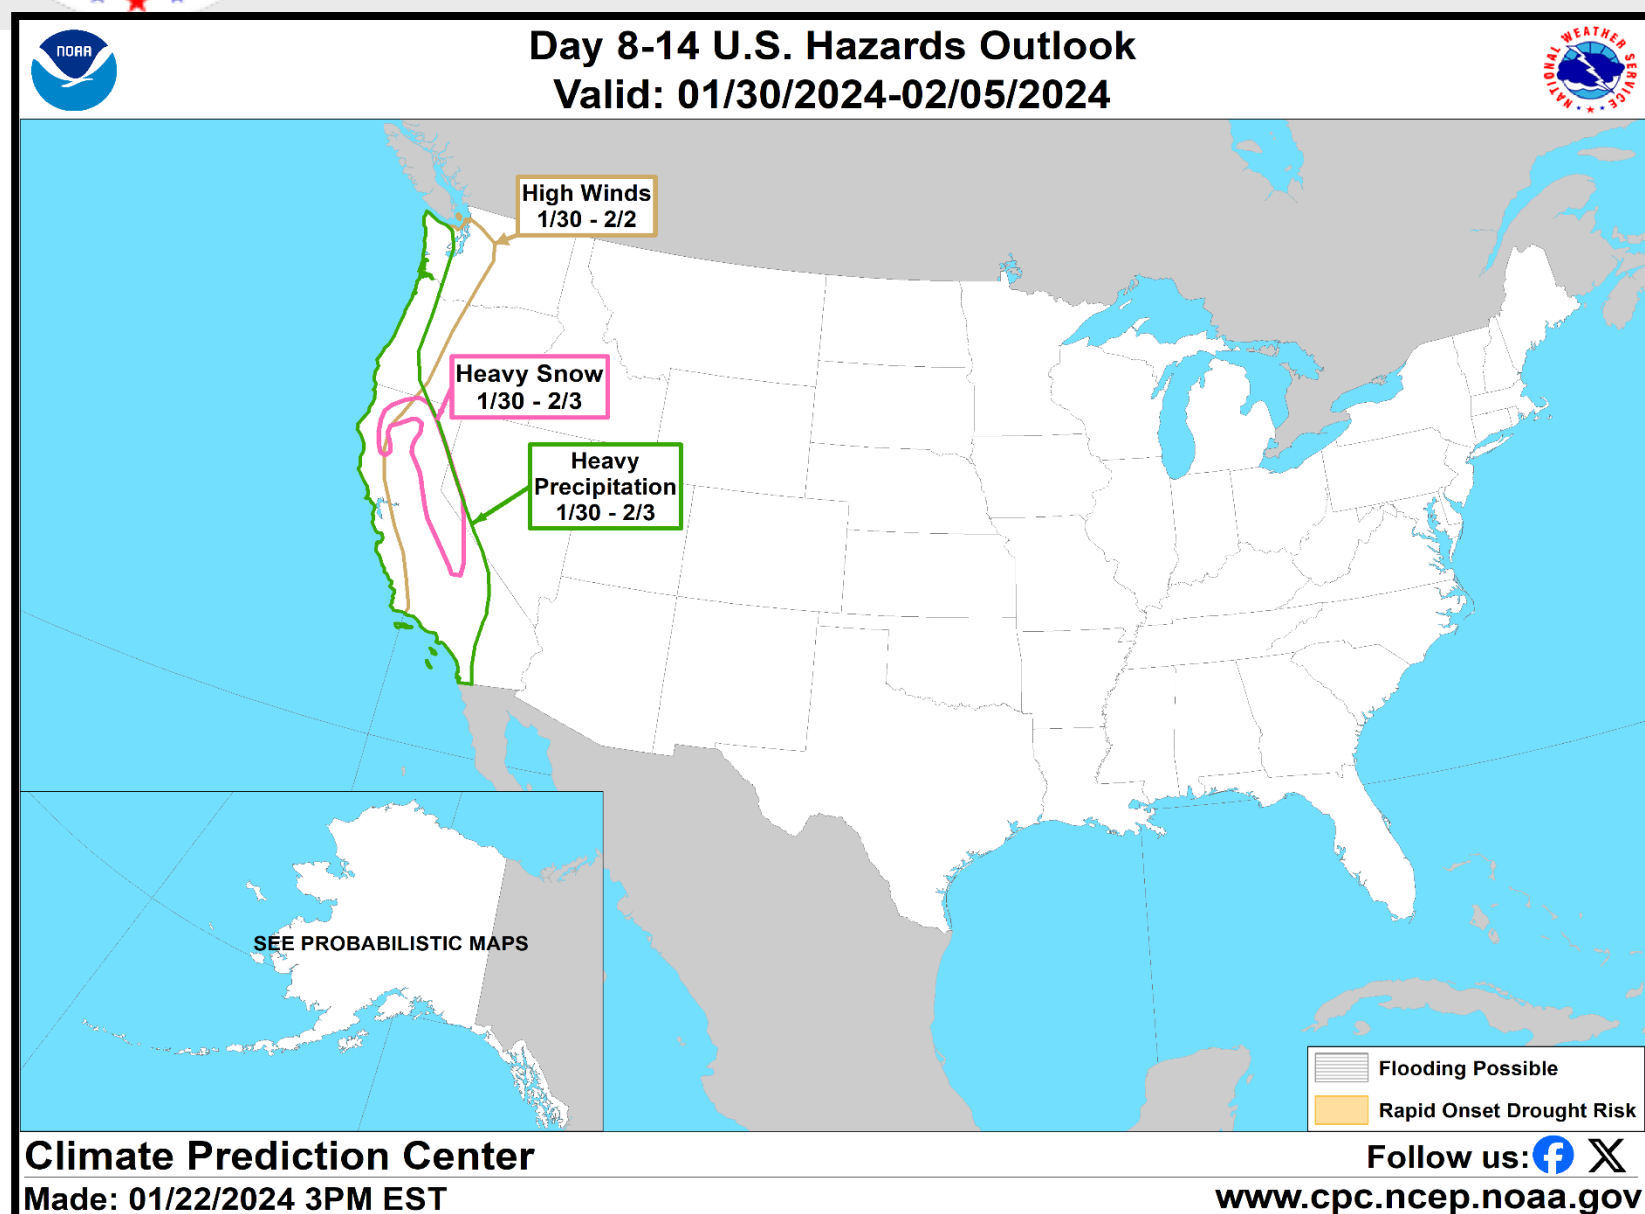 NOAA
Day 8-14 U.S. Hazards Outlook
Valid: 01/30/2024-02/05/2024
NATIONAL WEATHER SERVICE
High Winds
1/30 - 2/2
Heavy Snow
1/30 - 2/3
Heavy
Precipitation
1/30 - 2/3
SEE PROBABILISTIC MAPS
Flooding Possible
Rapid Onset Drought Risk
Climate Prediction Center
Follow us:
Made: 01/22/2024 3PM EST
www.cpc.ncep.noaa.gov